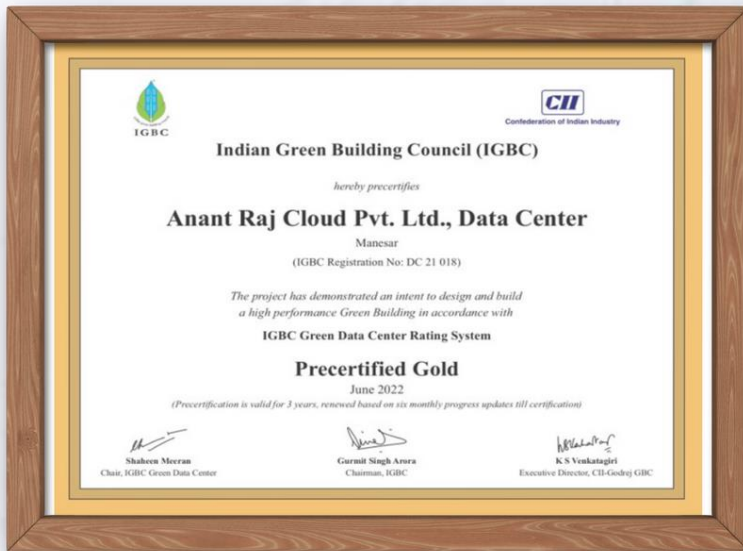 IGBC
CII
Confederation of Indian Industry
Indian Green Building Council (IGBC)
hereby precertifies
Anant Raj Cloud Pvt. Ltd., Data Center
Manesar
(IGBC Registration No: DC 21 018)
The project has demonstrated an intent to design and build
a high performance Green Building in accordance with
IGBC Green Data Center Rating System
Precertified Gold
June 2022
(Precertification is valid for 3 years, renewed based on six monthly progress updates till certification)
Shaheen Meeran
Chair, IGBC Green Data Center
Gurmit Singh Arora
Chairman, IGBC
K S Venkatagiri
Executive Director, CII-Godrej GBC